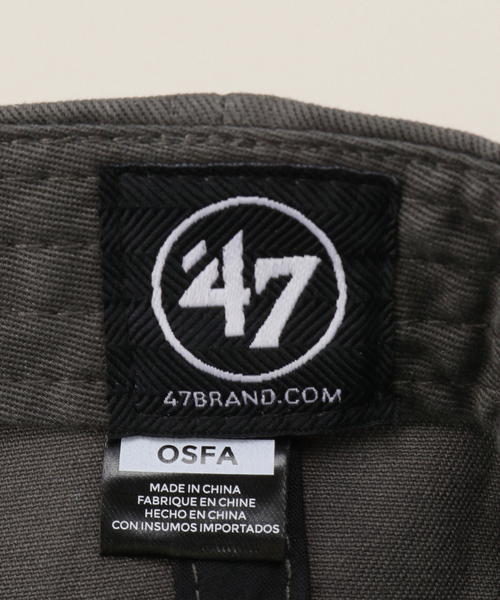 '47
47BRAND.COM
OSFA
MADE IN CHINA
FABRIQUE EN CHINE
HECHO EN CHINA
CON INSUMOS IMPORTADOS